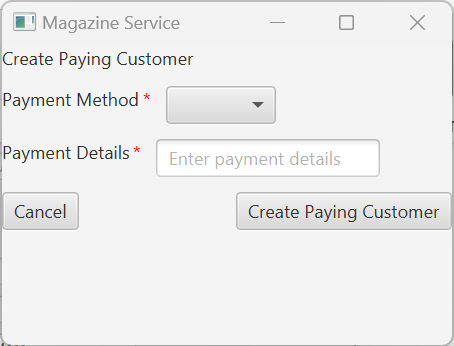 Magazine Service
Create Paying Customer
Payment Method *
Payment Details * Enter payment details
Cancel Create Paying Customer